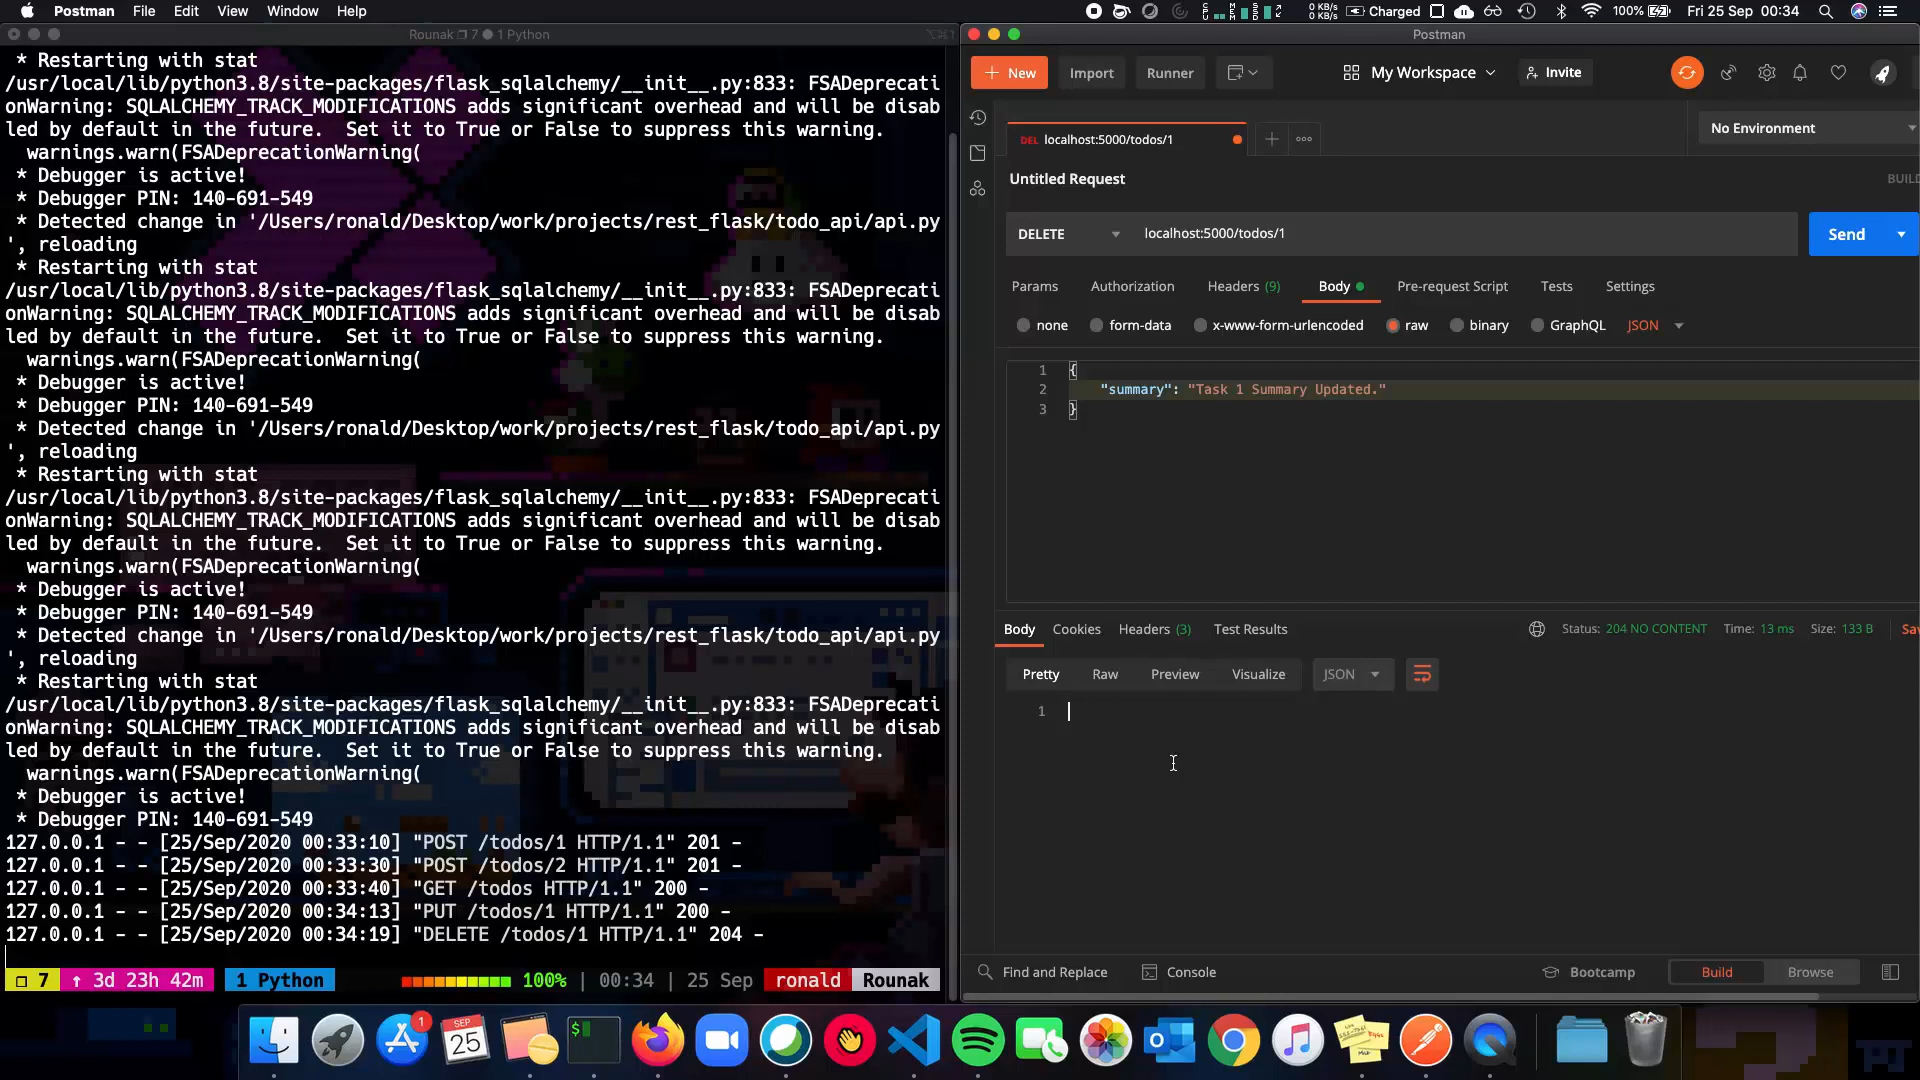 Postman File Edit View Window Help
0 KB/s
0 KB/s
Charged
100%
Fri 25 Sep 00:34
Rounak 7 1 Python
* Restarting with stat
/usr/local/lib/python3.8/site-packages/flask_sqlalchemy/__init__.py:833: FSADeprecati
onWarning: SQLALCHEMY_TRACK_MODIFICATIONS adds significant overhead and will be disab
led by default in the future.  Set it to True or False to suppress this warning.
warnings.warn(FSADeprecationWarning(
* Debugger is active!
* Debugger PIN: 140-691-549
* Detected change in '/Users/ronald/Desktop/work/projects/rest_flask/todo_api/api.py
', reloading
* Restarting with stat
/usr/local/lib/python3.8/site-packages/flask_sqlalchemy/__init__.py:833: FSADeprecati
onWarning: SQLALCHEMY_TRACK_MODIFICATIONS adds significant overhead and will be disab
led by default in the future.  Set it to True or False to suppress this warning.
warnings.warn(FSADeprecationWarning(
* Debugger is active!
* Debugger PIN: 140-691-549
* Detected change in '/Users/ronald/Desktop/work/projects/rest_flask/todo_api/api.py
', reloading
* Restarting with stat
/usr/local/lib/python3.8/site-packages/flask_sqlalchemy/__init__.py:833: FSADeprecati
onWarning: SQLALCHEMY_TRACK_MODIFICATIONS adds significant overhead and will be disab
led by default in the future.  Set it to True or False to suppress this warning.
warnings.warn(FSADeprecationWarning(
* Debugger is active!
* Debugger PIN: 140-691-549
* Detected change in '/Users/ronald/Desktop/work/projects/rest_flask/todo_api/api.py
', reloading
* Restarting with stat
/usr/local/lib/python3.8/site-packages/flask_sqlalchemy/__init__.py:833: FSADeprecati
onWarning: SQLALCHEMY_TRACK_MODIFICATIONS adds significant overhead and will be disab
led by default in the future.  Set it to True or False to suppress this warning.
warnings.warn(FSADeprecationWarning(
* Debugger is active!
* Debugger PIN: 140-691-549
127.0.0.1 - - [25/Sep/2020 00:33:10] "POST /todos/1 HTTP/1.1" 201 -
127.0.0.1 - - [25/Sep/2020 00:33:30] "POST /todos/2 HTTP/1.1" 201 -
127.0.0.1 - - [25/Sep/2020 00:33:40] "GET /todos HTTP/1.1" 200 -
127.0.0.1 - - [25/Sep/2020 00:34:13] "PUT /todos/1 HTTP/1.1" 200 -
127.0.0.1 - - [25/Sep/2020 00:34:19] "DELETE /todos/1 HTTP/1.1" 204 -
7 ↑ 3d 23h 42m 1 Python 100% | 00:34 | 25 Sep ronald Rounak
Postman
+ New Import Runner My Workspace Invite
DEL localhost:5000/todos/1
No Environment
Untitled Request BUILD
DELETE localhost:5000/todos/1 Send
Params Authorization Headers (9) Body Pre-request Script Tests Settings
none form-data x-www-form-urlencoded raw binary GraphQL JSON
1 {
2 "summary": "Task 1 Summary Updated."
3 }
Body Cookies Headers (3) Test Results Status: 204 NO CONTENT Time: 13 ms Size: 133 B
Pretty Raw Preview Visualize JSON
1
Find and Replace Console Bootcamp Build Browse
1
SEP
25
$